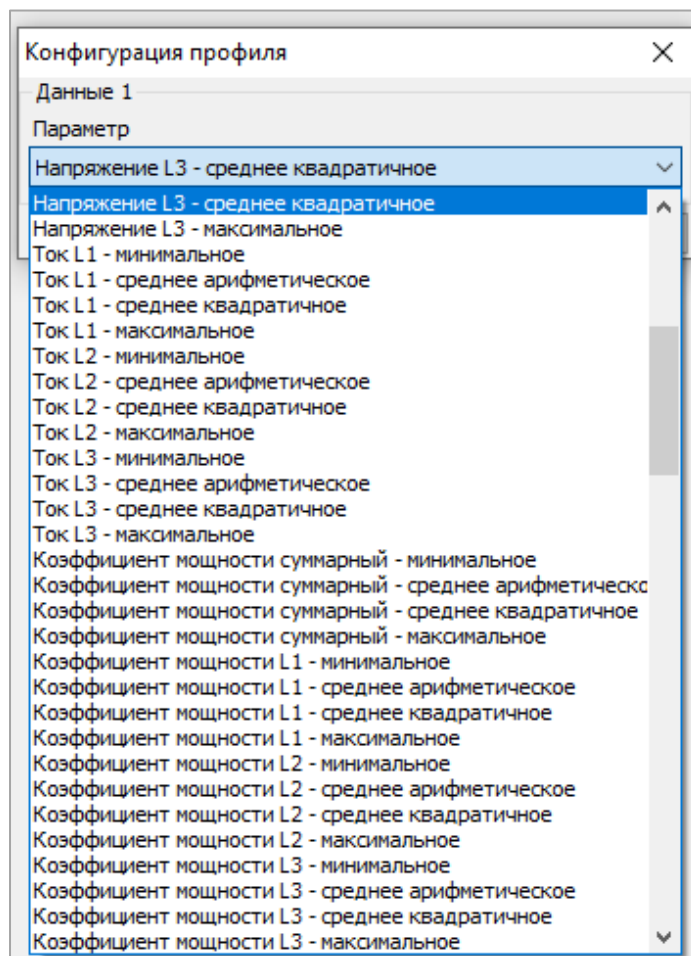 Конфигурация профиля
Данные 1
Параметр
Напряжение L3 - среднее квадратичное
Напряжение L3 - среднее квадратичное
Напряжение L3 - максимальное
Ток L1 - минимальное
Ток L1 - среднее арифметическое
Ток L1 - среднее квадратичное
Ток L1 - максимальное
Ток L2 - минимальное
Ток L2 - среднее арифметическое
Ток L2 - среднее квадратичное
Ток L2 - максимальное
Ток L3 - минимальное
Ток L3 - среднее арифметическое
Ток L3 - среднее квадратичное
Ток L3 - максимальное
Коэффициент мощности суммарный - минимальное
Коэффициент мощности суммарный - среднее арифметическо
Коэффициент мощности суммарный - среднее квадратичное
Коэффициент мощности суммарный - максимальное
Коэффициент мощности L1 - минимальное
Коэффициент мощности L1 - среднее арифметическое
Коэффициент мощности L1 - среднее квадратичное
Коэффициент мощности L1 - максимальное
Коэффициент мощности L2 - минимальное
Коэффициент мощности L2 - среднее арифметическое
Коэффициент мощности L2 - среднее квадратичное
Коэффициент мощности L2 - максимальное
Коэффициент мощности L3 - минимальное
Коэффициент мощности L3 - среднее арифметическое
Коэффициент мощности L3 - среднее квадратичное
Коэффициент мощности L3 - максимальное